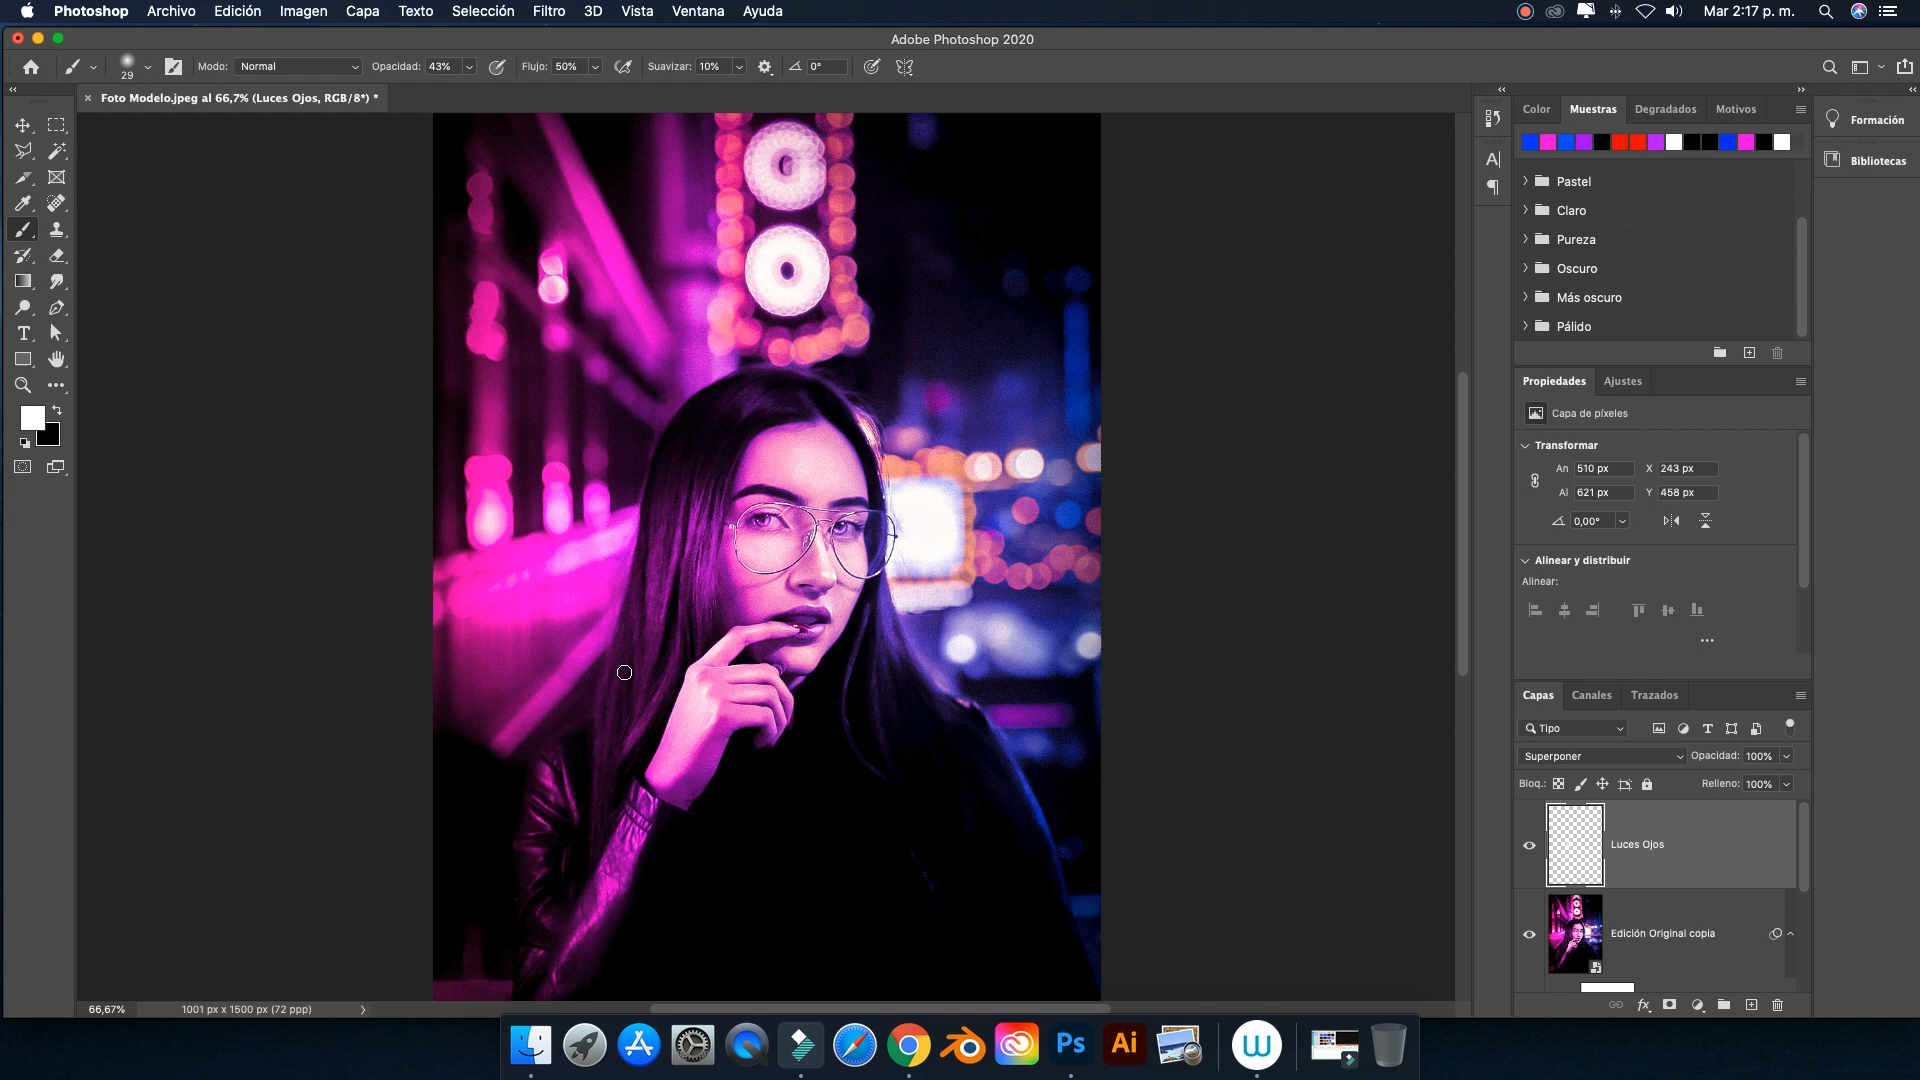 Photoshop Archivo Edición Imagen Capa Texto Selección Filtro 3D Vista Ventana Ayuda Mar 2:17 p. m.
Adobe Photoshop 2020
29 Modo: Normal Opacidad: 43% Flujo: 50% Suavizar: 10% 0°
Foto Modelo.jpeg al 66,7% (Luces Ojos, RGB/8*) *
Color Muestras Degradados Motivos
Formación
Bibliotecas
Pastel
Claro
Pureza
Oscuro
Más oscuro
Pálido
Propiedades Ajustes
Capa de píxeles
Transformar
An 510 px X 243 px
Al 621 px Y 458 px
0,00°
Alinear y distribuir
Alinear:
Capas Canales Trazados
Tipo
Superponer Opacidad: 100%
Bloq.: Relleno: 100%
Luces Ojos
Edición Original copia
fx
66,67% 1001 px x 1500 px (72 ppp)
Ps Ai